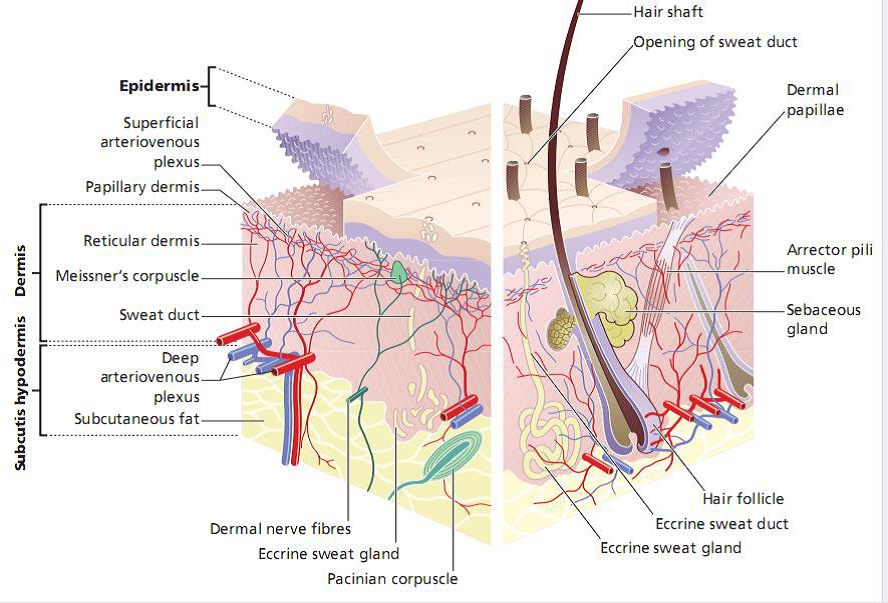 Hair shaft
Opening of sweat duct
Epidermis
Dermal
papillae
Superficial
arteriovenous
plexus
Papillary dermis
Dermis
Reticular dermis
Arrector pili
muscle
Meissner's corpuscle
Sweat duct
Sebaceous
gland
Subcutis hypodermis
Deep
arteriovenous
plexus
Subcutaneous fat
Hair follicle
Dermal nerve fibres
Eccrine sweat duct
Eccrine sweat gland
Eccrine sweat gland
Pacinian corpuscle